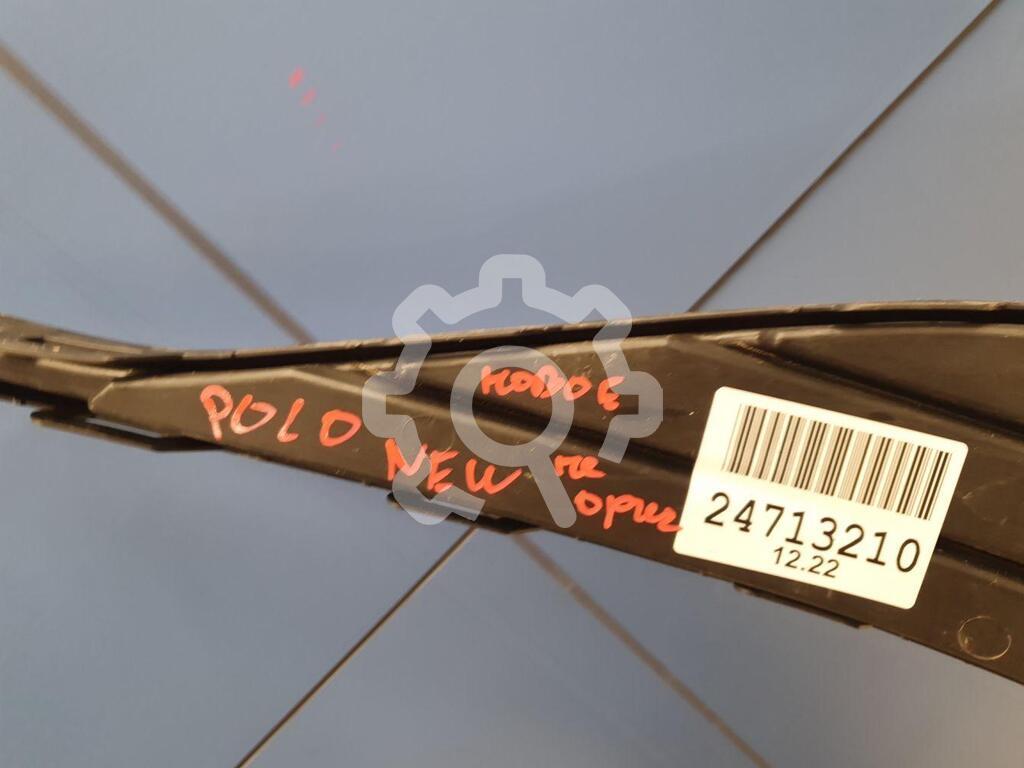 POLO
NEW
новое
не
ориг
24713210
12.22